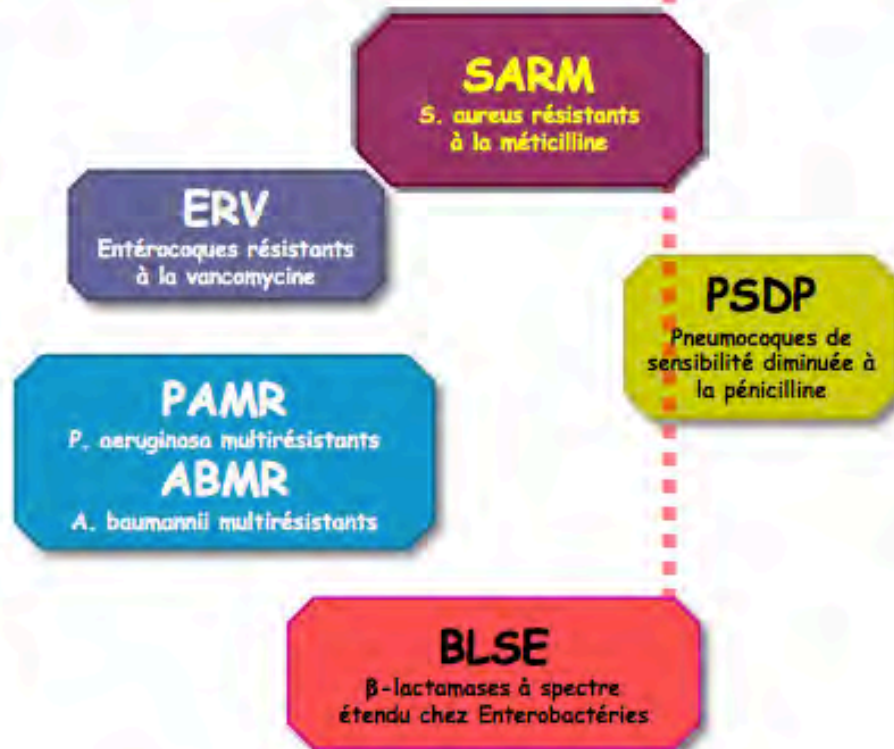 SARM
S. aureus résistants
à la méticilline
ERV
Entérocoques résistants
à la vancomycine
PSDP
Pneumocoques de
sensibilité diminuée à
la pénicilline
PAMR
P. aeruginosa multirésistants
ABMR
A. baumannii multirésistants
BLSE
β-lactamases à spectre
étendu chez Enterobactéries